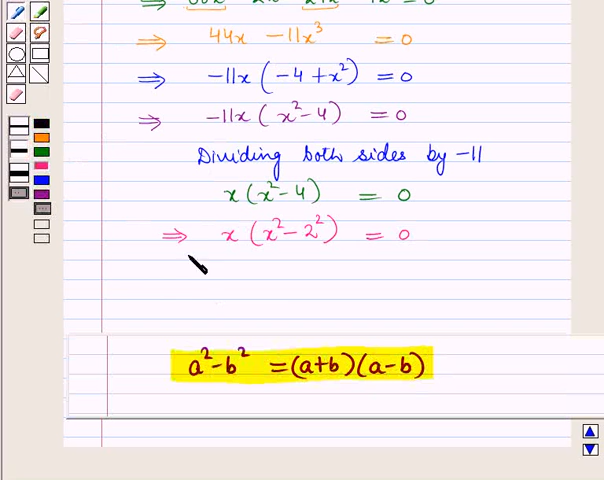 ⇒ 44x - 11x³ = 0
⇒ -11x (-4 + x²) = 0
⇒ -11x (x² - 4) = 0
Dividing both sides by -11
x (x² - 4) = 0
⇒ x (x² - 2²) = 0
a² - b² = (a+b) (a-b)